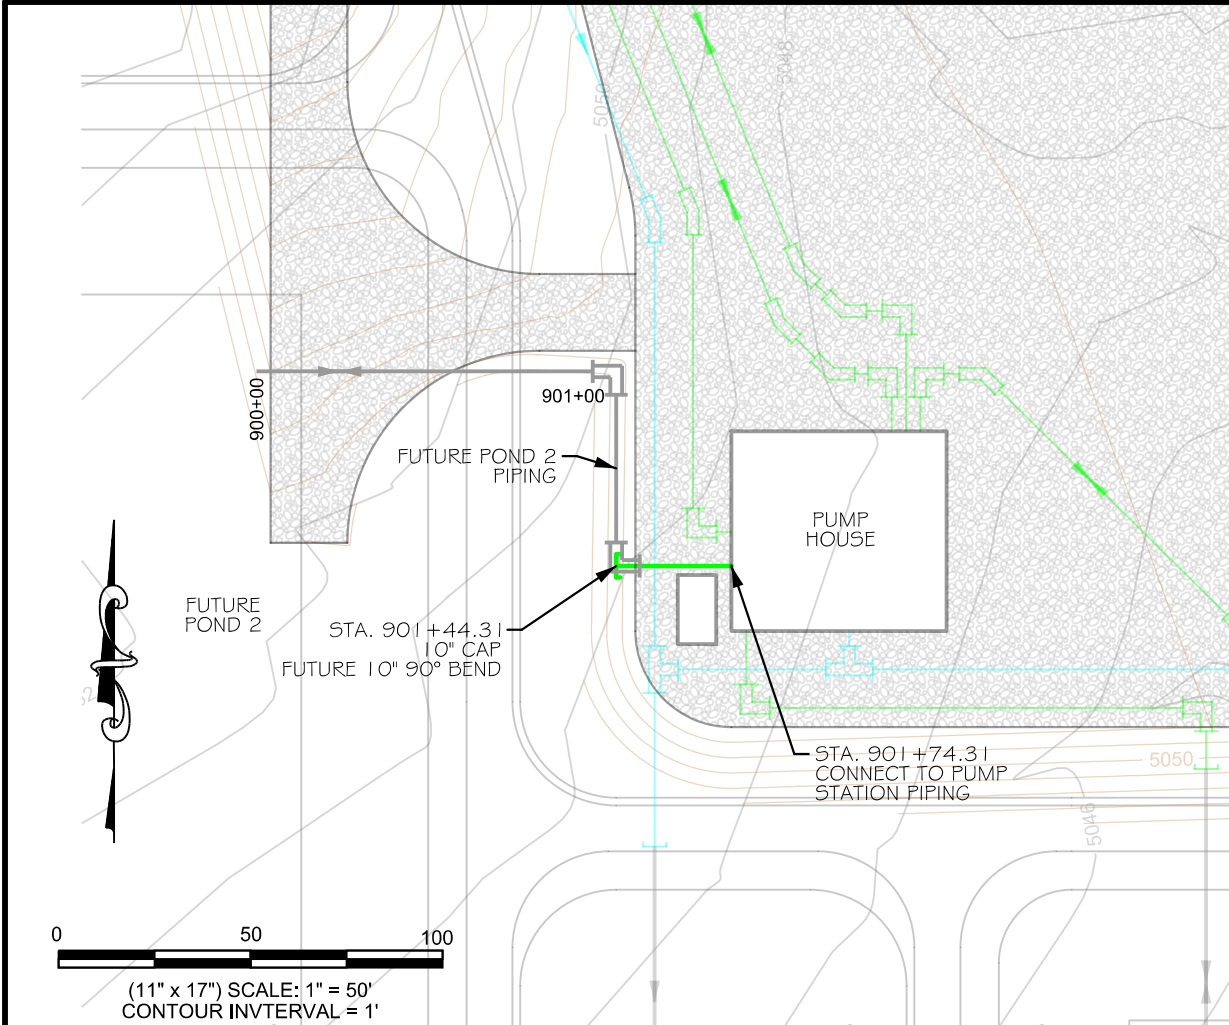 5050
5048
900+00
901+00
FUTURE POND 2
PIPING
PUMP
HOUSE
FUTURE
POND 2
STA. 901+44.31
10" CAP
FUTURE 10" 90° BEND
STA. 901+74.31
CONNECT TO PUMP
STATION PIPING
5050
5046
0 50 100
(11" x 17") SCALE: 1" = 50'
CONTOUR INVTERVAL = 1'